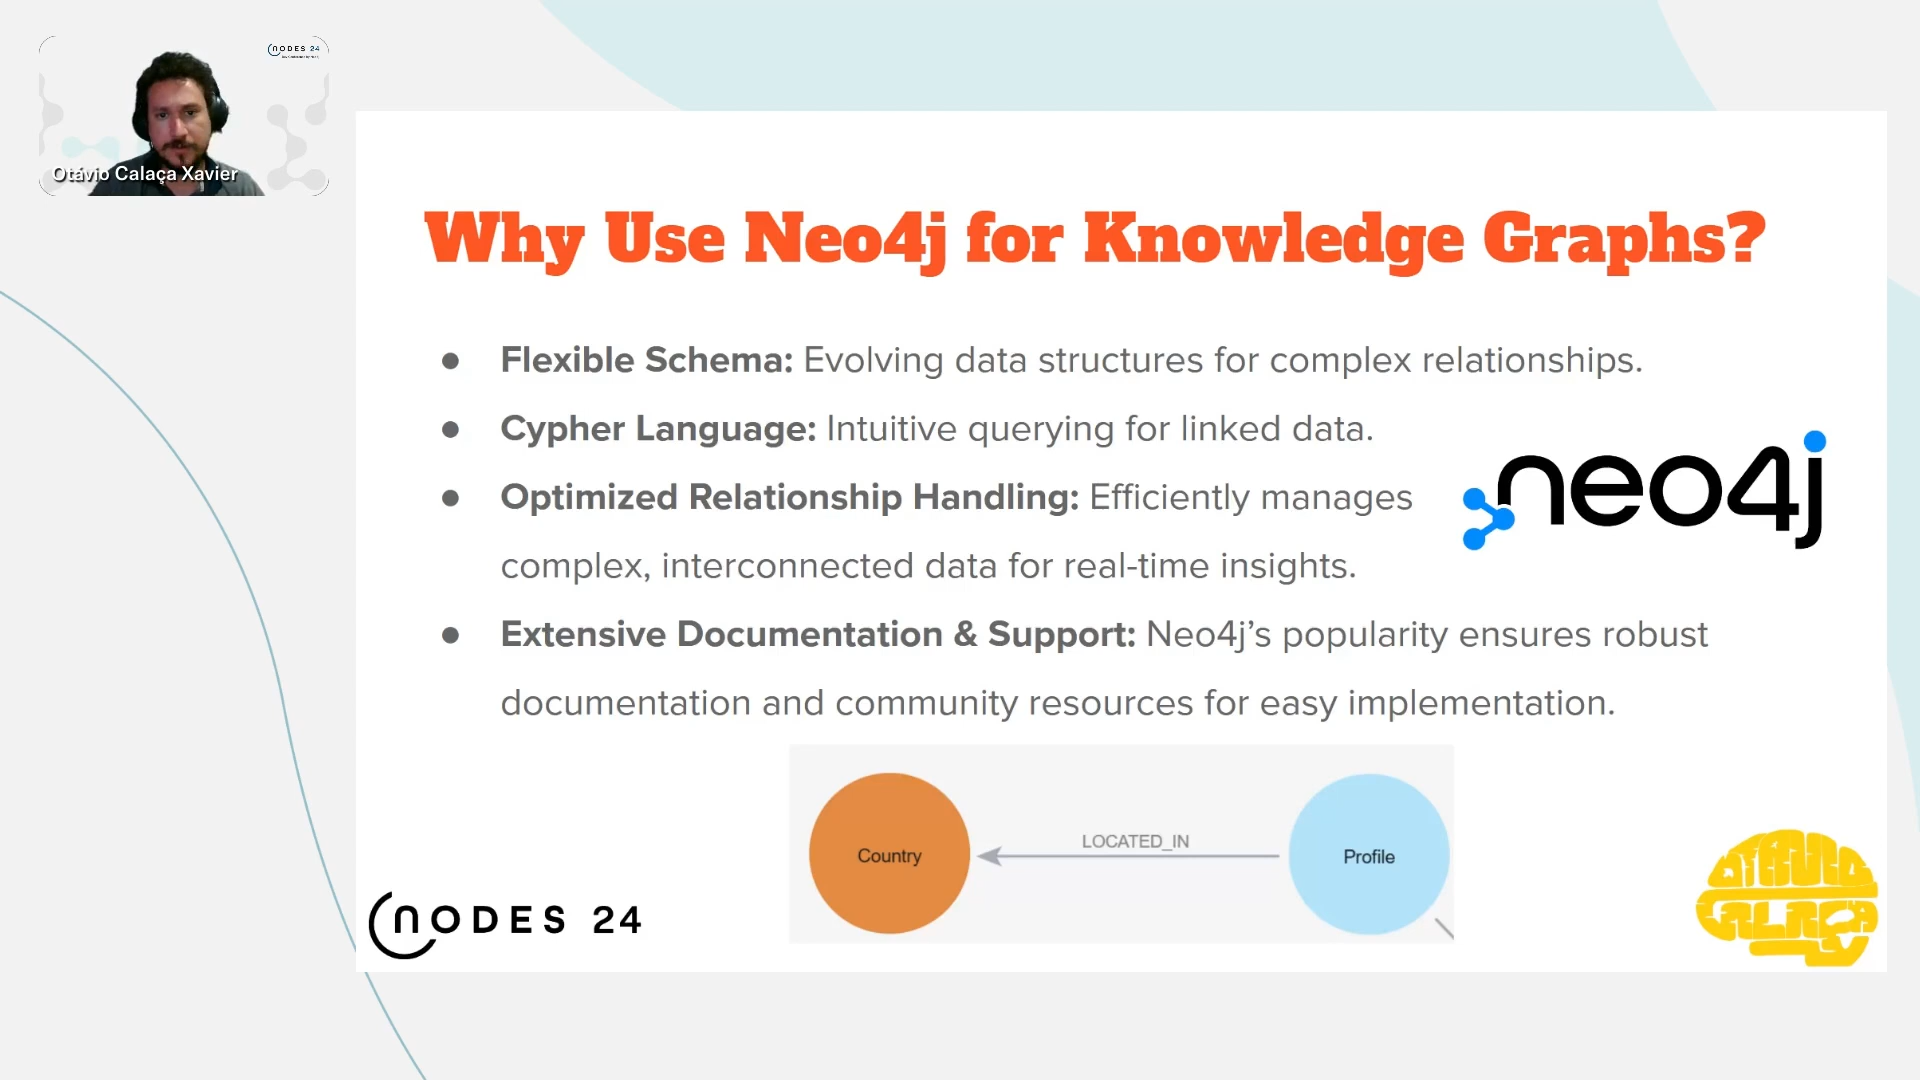 NODES 24
Otávio Calaça Xavier
Why Use Neo4j for Knowledge Graphs?
● Flexible Schema: Evolving data structures for complex relationships.
● Cypher Language: Intuitive querying for linked data.
● Optimized Relationship Handling: Efficiently manages
complex, interconnected data for real-time insights.
neo4j
● Extensive Documentation & Support: Neo4j’s popularity ensures robust
documentation and community resources for easy implementation.
Country
LOCATED_IN
Profile
NODES 24
OTAVIO
CALAÇA